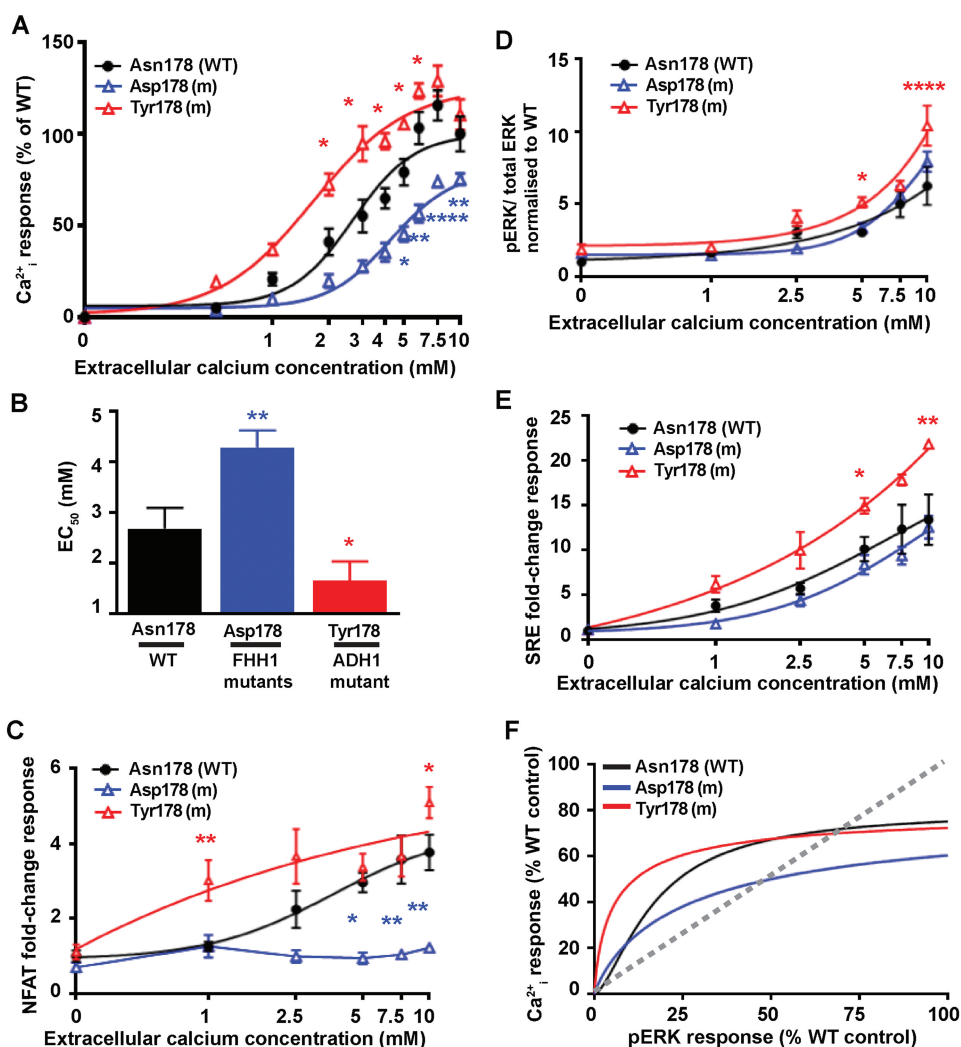 A
150
100
50
0
Ca²⁺ᵢ response (% of WT)
Asn178 (WT)
Asp178 (m)
Tyr178 (m)
*
*
*
*
*
**
****
**
*
0 1 2 3 4 5 7.5 10
Extracellular calcium concentration (mM)
B
5
4
3
2
1
EC₅₀ (mM)
**
*
Asn178 Asp178 Tyr178
WT FHH1 ADH1
mutants mutant
C
6
4
2
0
NFAT fold-change response
Asn178 (WT)
Asp178 (m)
Tyr178 (m)
**
*
*
**
**
0 1 2.5 5 7.5 10
Extracellular calcium concentration (mM)
D
15
10
5
0
pERK/ total ERK
normalised to WT
Asn178 (WT)
Asp178 (m)
Tyr178 (m)
****
*
0 1 2.5 5 7.5 10
Extracellular calcium concentration (mM)
E
25
20
15
10
5
0
SRE fold-change response
Asn178 (WT)
Asp178 (m)
Tyr178 (m)
**
*
0 1 2.5 5 7.5 10
Extracellular calcium concentration (mM)
F
100
80
60
40
20
0
Ca²⁺ᵢ response (% WT control)
Asn178 (WT)
Asp178 (m)
Tyr178 (m)
0 25 50 75 100
pERK response (% WT control)